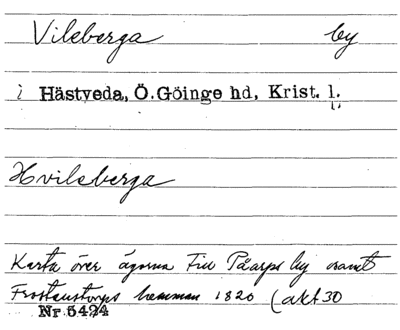 Vileberga by
i Hästveda, Ö.Göinge hd, Krist. l.
Hvileberga
Karta över ägorna Till Påarps by samt
Frostenstorps hemman 1820 (akt 30
Nr 5424